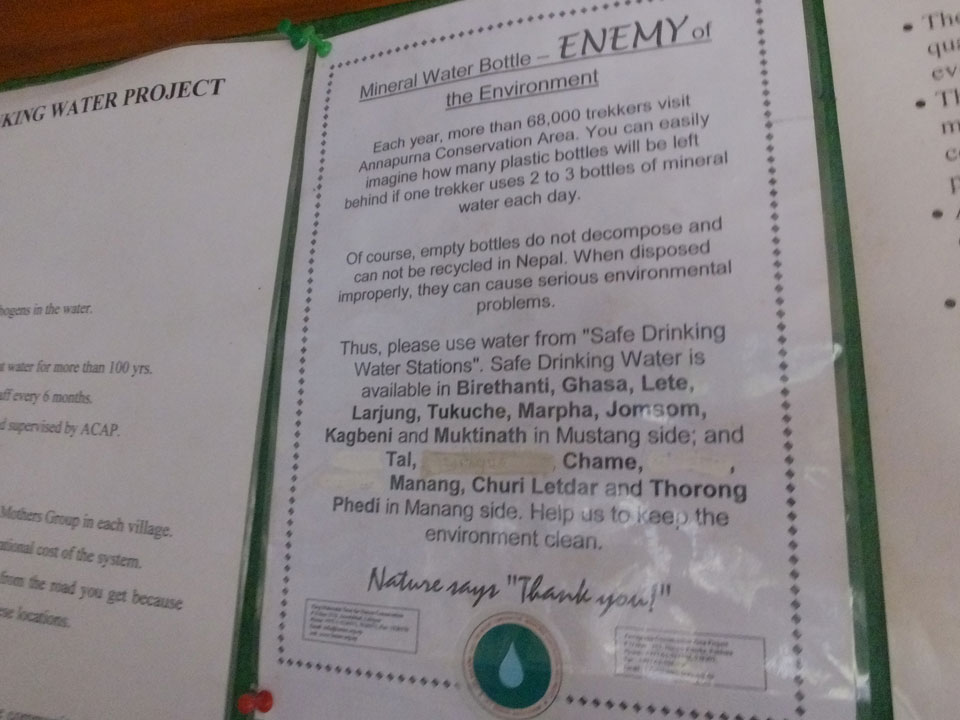 KING WATER PROJECT
hogens in the water.
water for more than 100 yrs.
aff every 6 months.
d supervised by ACAP.
Mothers Group in each village.
ational cost of the system.
from the road you get because
ese locations.
Mineral Water Bottle – ENEMY of
the Environment
Each year, more than 68,000 trekkers visit
Annapurna Conservation Area. You can easily
imagine how many plastic bottles will be left
behind if one trekker uses 2 to 3 bottles of mineral
water each day.
Of course, empty bottles do not decompose and
can not be recycled in Nepal. When disposed
improperly, they can cause serious environmental
problems.
Thus, please use water from "Safe Drinking
Water Stations". Safe Drinking Water is
available in Birethanti, Ghasa, Lete,
Larjung, Tukuche, Marpha, Jomsom,
Kagbeni and Muktinath in Mustang side; and
Tal, , Chame, ,
Manang, Churi Letdar and Thorong
Phedi in Manang side. Help us to keep the
environment clean.
Nature says "Thank you!"
• The
qua
ev
• Th
m
c
p
• A
•